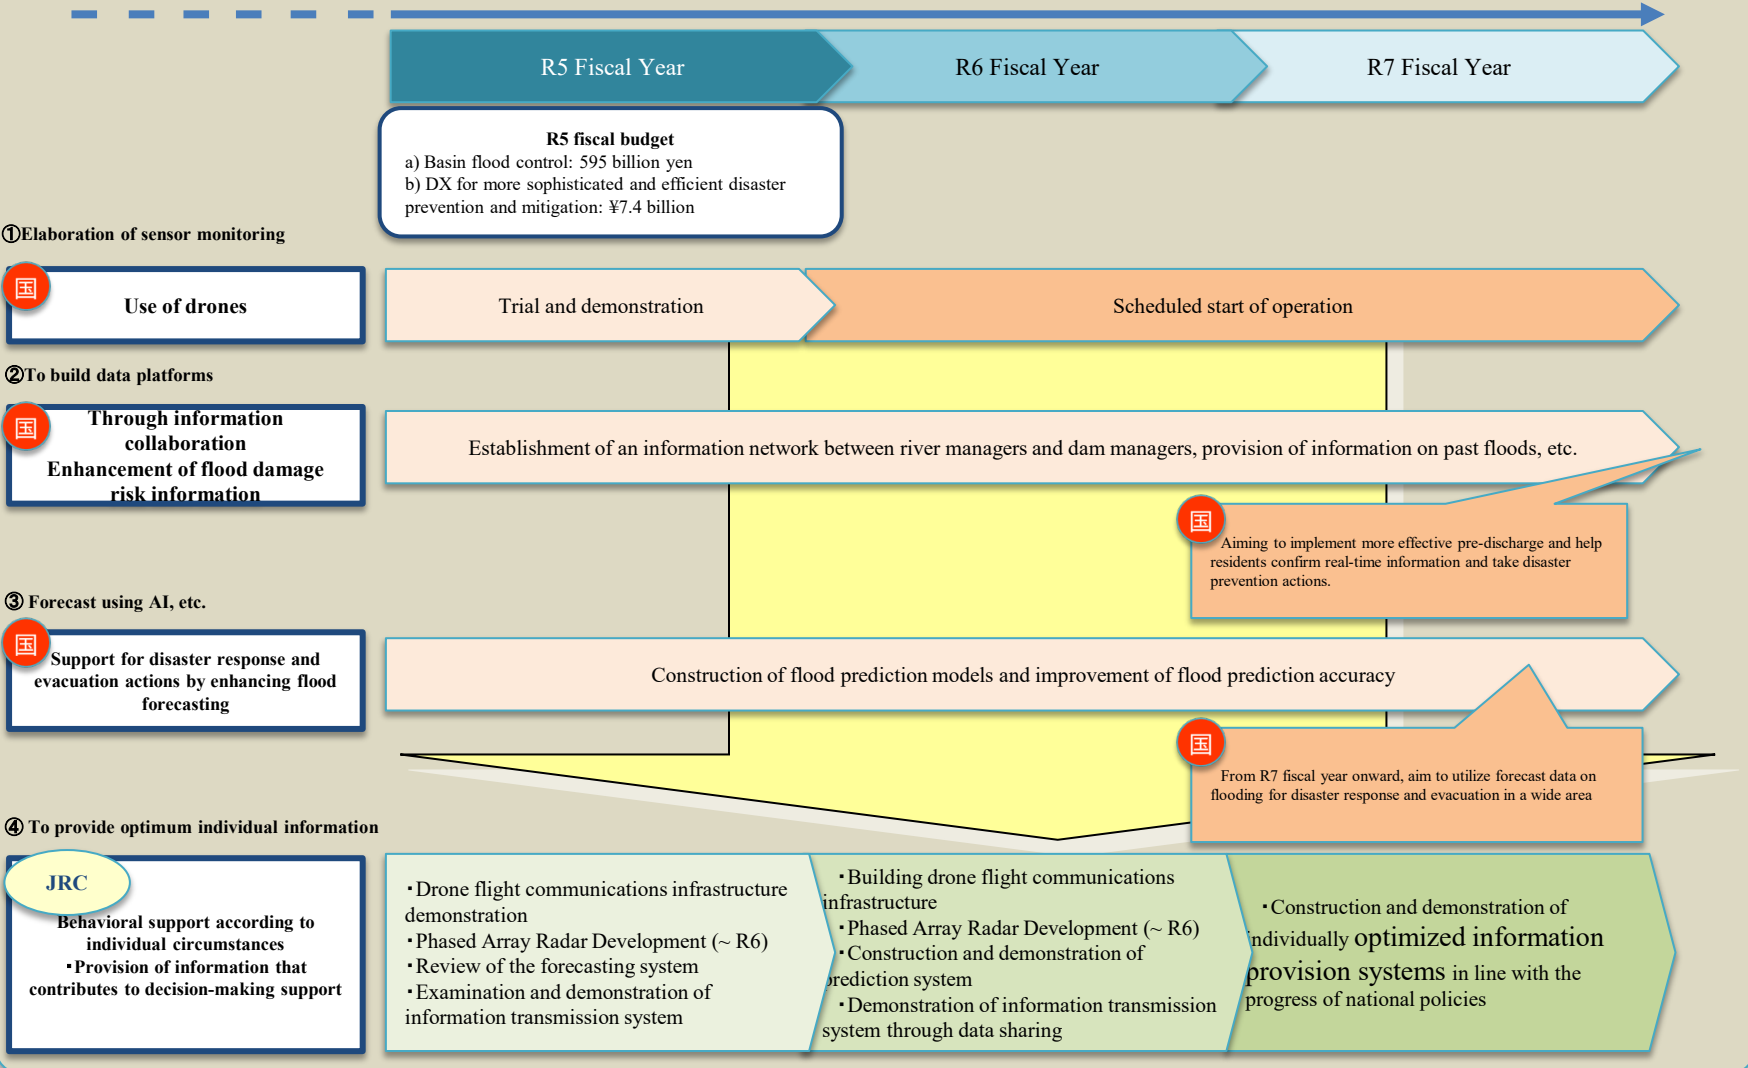 R5 Fiscal Year
R6 Fiscal Year
R7 Fiscal Year
R5 fiscal budget
a) Basin flood control: 595 billion yen
b) DX for more sophisticated and efficient disaster
prevention and mitigation: ¥7.4 billion
①Elaboration of sensor monitoring
国
Use of drones
Trial and demonstration
Scheduled start of operation
②To build data platforms
国
Through information
collaboration
Enhancement of flood damage
risk information
Establishment of an information network between river managers and dam managers, provision of information on past floods, etc.
国
Aiming to implement more effective pre-discharge and help
residents confirm real-time information and take disaster
prevention actions.
③ Forecast using AI, etc.
国
Support for disaster response and
evacuation actions by enhancing flood
forecasting
Construction of flood prediction models and improvement of flood prediction accuracy
国
From R7 fiscal year onward, aim to utilize forecast data on
flooding for disaster response and evacuation in a wide area
④ To provide optimum individual information
JRC
Behavioral support according to
individual circumstances
・Provision of information that
contributes to decision-making support
・Drone flight communications infrastructure
demonstration
・Phased Array Radar Development (~ R6)
・Review of the forecasting system
・Examination and demonstration of
information transmission system
・Building drone flight communications
infrastructure
・Phased Array Radar Development (~ R6)
・Construction and demonstration of
prediction system
・Demonstration of information transmission
system through data sharing
・Construction and demonstration of
individually optimized information
provision systems in line with the
progress of national policies